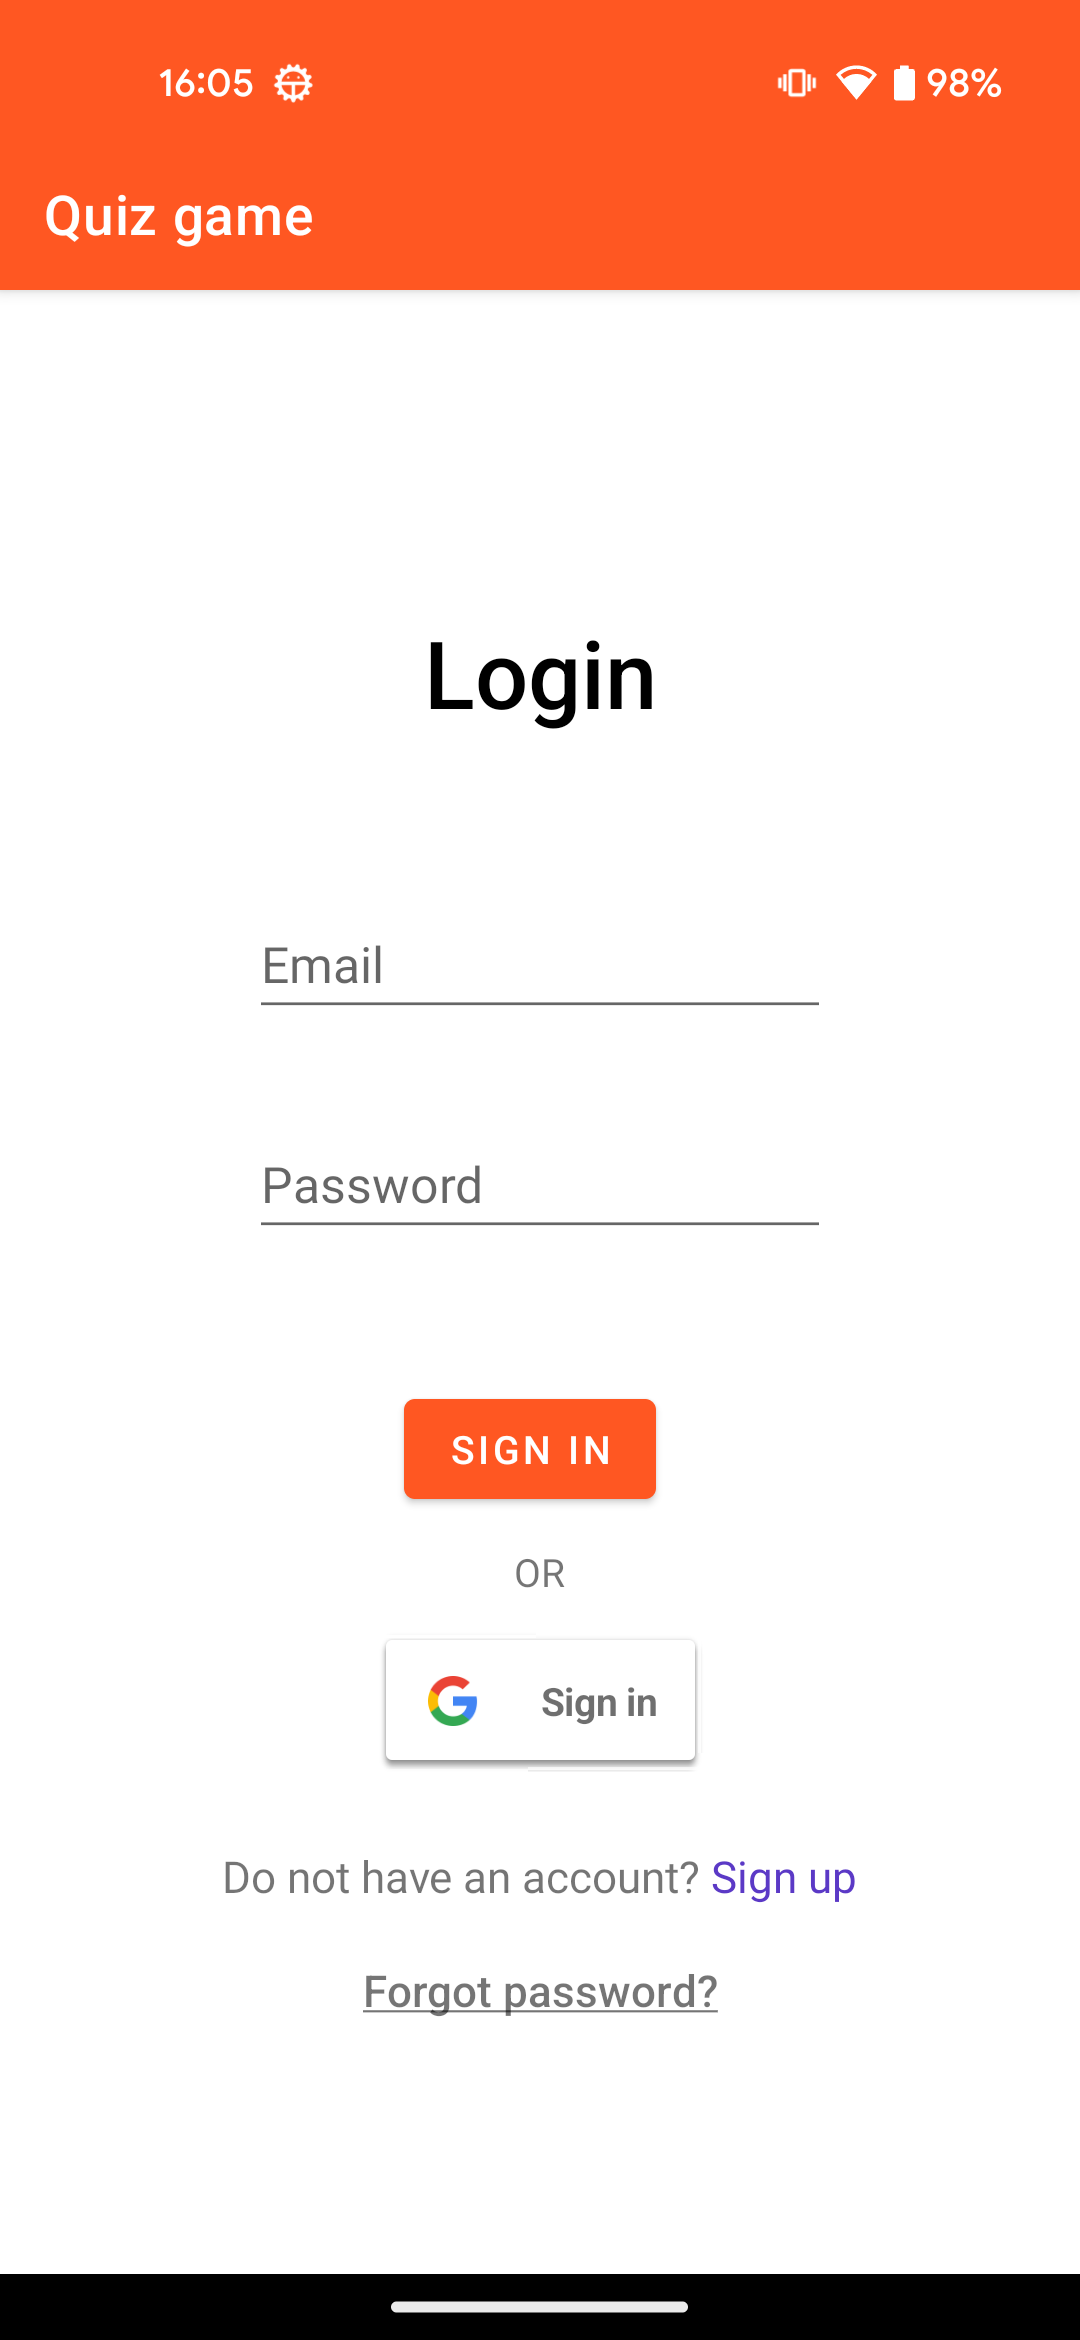 16:05 98%
Quiz game
Login
Email
Password
SIGN IN
OR
Sign in
Do not have an account? Sign up
Forgot password?